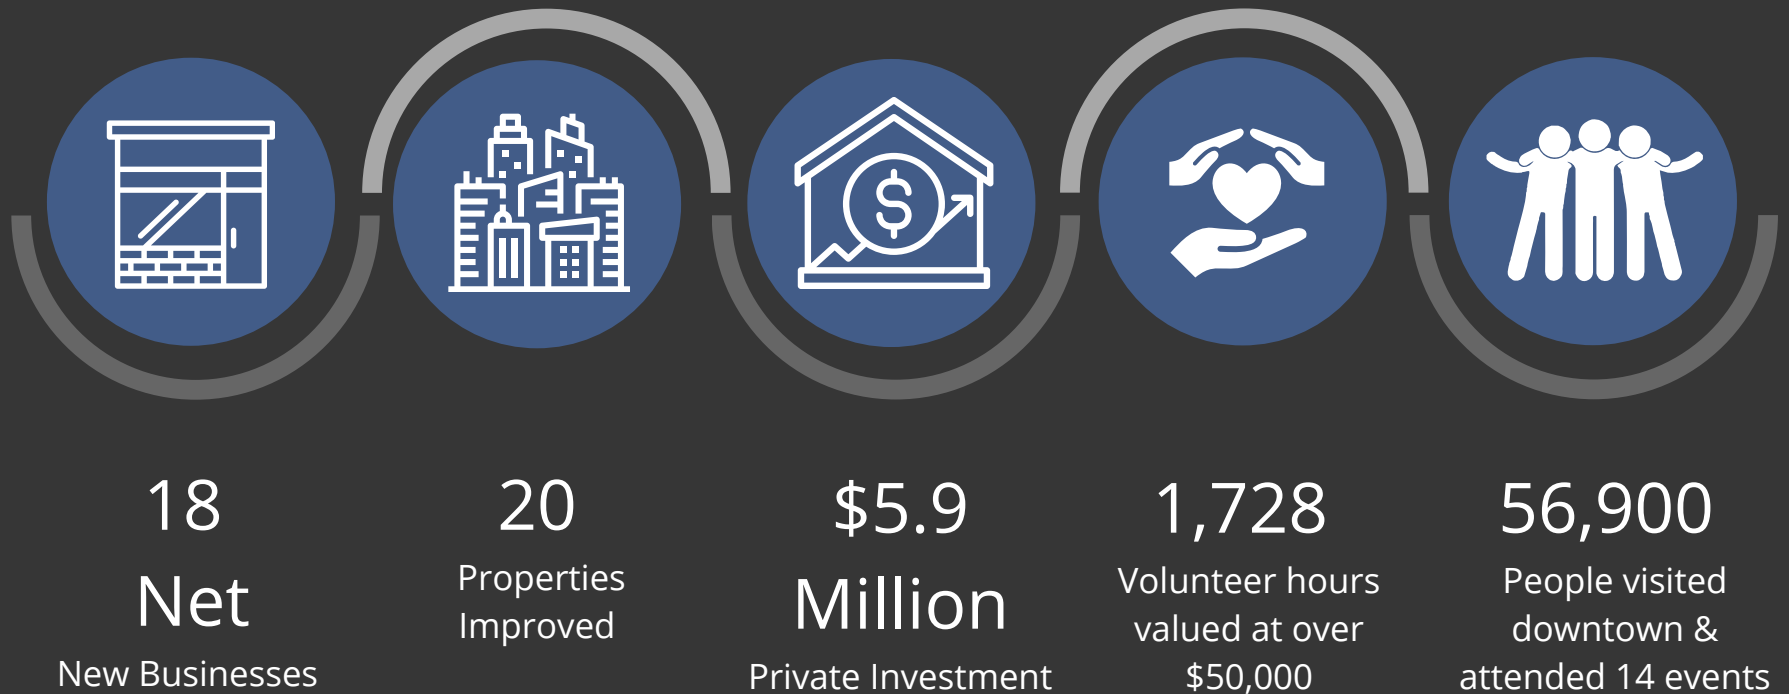 18
Net
New Businesses
20
Properties
Improved
$5.9
Million
Private Investment
1,728
Volunteer hours
valued at over
$50,000
56,900
People visited
downtown &
attended 14 events